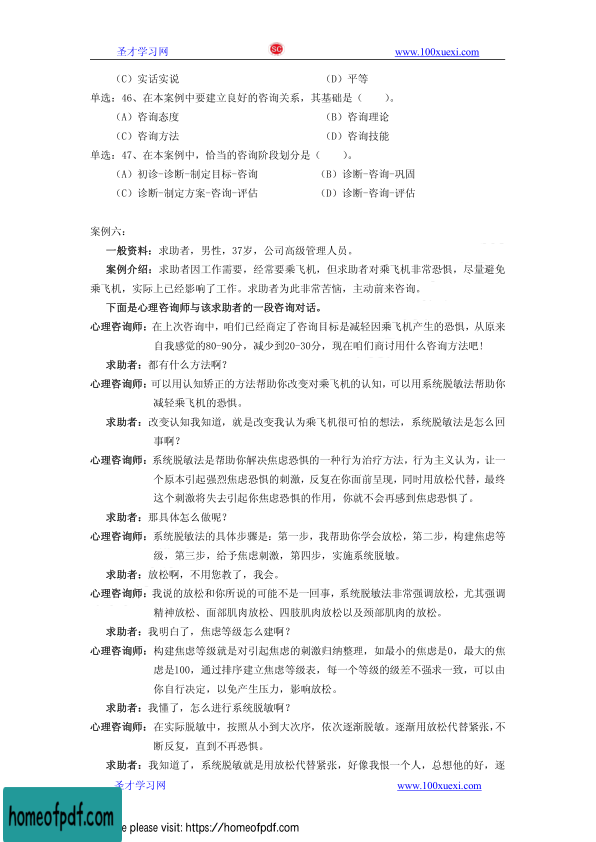 圣才学习网 SC www.100xuexi.com
（C）实话实说 （D）平等
单选：46、在本案例中要建立良好的咨询关系，其基础是（ ）。
（A）咨询态度 （B）咨询理论
（C）咨询方法 （D）咨询技能
单选：47、在本案例中，恰当的咨询阶段划分是（ ）。
（A）初诊-诊断-制定目标-咨询 （B）诊断-咨询-巩固
（C）诊断-制定方案-咨询-评估 （D）诊断-咨询-评估
案例六：
一般资料：求助者，男性，37岁，公司高级管理人员。
案例介绍：求助者因工作需要，经常要乘飞机，但求助者对乘飞机非常恐惧，尽量避免
乘飞机，实际上已经影响了工作。求助者为此非常苦恼，主动前来咨询。
下面是心理咨询师与该求助者的一段咨询对话。
心理咨询师：在上次咨询中，咱们已经商定了咨询目标是减轻因乘飞机产生的恐惧，从原来
自我感觉的80-90分，减少到20-30分，现在咱们商讨用什么咨询方法吧!
求助者：都有什么方法啊？
心理咨询师：可以用认知矫正的方法帮助你改变对乘飞机的认知，可以用系统脱敏法帮助你
减轻乘飞机的恐惧。
求助者：改变认知我知道，就是改变我认为乘飞机很可怕的想法，系统脱敏法是怎么回
事啊？
心理咨询师：系统脱敏法是帮助你解决焦虑恐惧的一种行为治疗方法，行为主义认为，让一
个原本引起强烈焦虑恐惧的刺激，反复在你面前呈现，同时用放松代替，最终
这个刺激将失去引起你焦虑恐惧的作用，你就不会再感到焦虑恐惧了。
求助者：那具体怎么做呢？
心理咨询师：系统脱敏法的具体步骤是：第一步，我帮助你学会放松，第二步，构建焦虑等
级，第三步，给予焦虑刺激，第四步，实施系统脱敏。
求助者：放松啊，不用您教了，我会。
心理咨询师：我说的放松和你所说的可能不是一回事，系统脱敏法非常强调放松，尤其强调
精神放松、面部肌肉放松、四肢肌肉放松以及颈部肌肉的放松。
求助者：我明白了，焦虑等级怎么建啊？
心理咨询师：构建焦虑等级就是对引起焦虑的刺激归纳整理，如最小的焦虑是0，最大的焦
虑是100，通过排序建立焦虑等级表，每一个等级的级差不强求一致，可以由
你自行决定，以免产生压力，影响放松。
求助者：我懂了，怎么进行系统脱敏啊？
心理咨询师：在实际脱敏中，按照从小到大次序，依次逐渐脱敏。逐渐用放松代替紧张，不
断反复，直到不再恐惧。
求助者：我知道了，系统脱敏就是用放松代替紧张，好像我恨一个人，总想他的好，逐
圣才学习网 www.100xuexi.com
homeofpdf.com
e please visit: https://homeofpdf.com